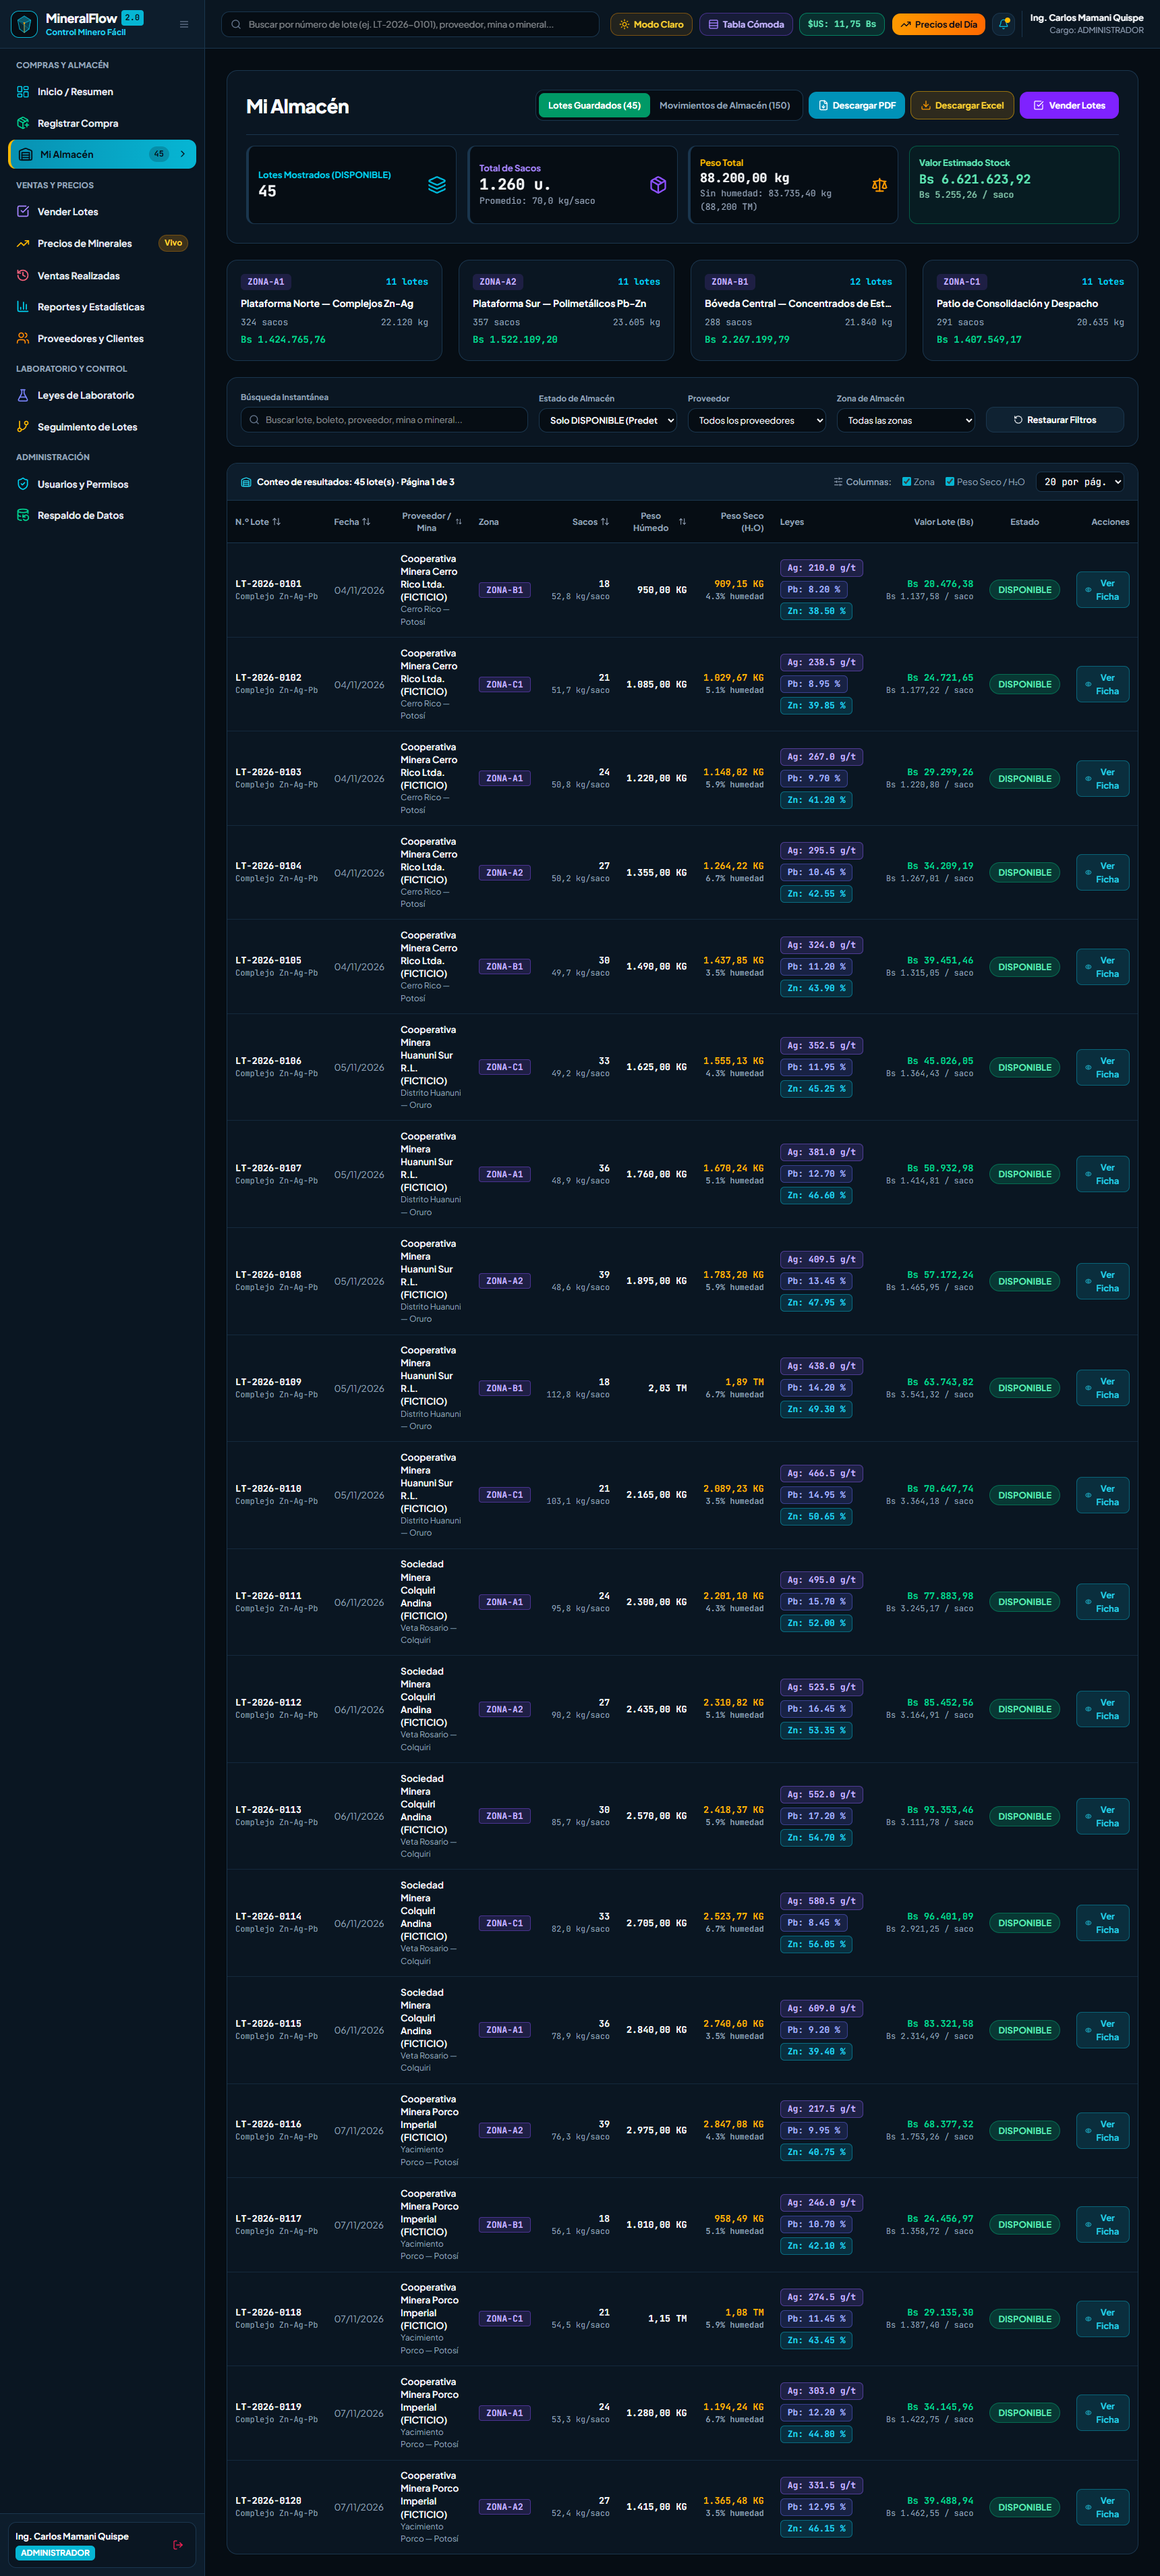 MineralFlow 2.0
Control Minero Fácil
Buscar por número de lote (ej. LT-2026-0101), proveedor, mina o mineral...
Modo Claro
Tabla Cómoda
$US: 11,75 Bs
Precios del Día
Ing. Carlos Mamani Quispe
Cargo: ADMINISTRADOR
COMPRAS Y ALMACÉN
Inicio / Resumen
Registrar Compra
Mi Almacén 45
VENTAS Y PRECIOS
Vender Lotes
Precios de Minerales Vivo
Ventas Realizadas
Reportes y Estadísticas
Proveedores y Clientes
LABORATORIO Y CONTROL
Leyes de Laboratorio
Seguimiento de Lotes
ADMINISTRACIÓN
Usuarios y Permisos
Respaldo de Datos
Mi Almacén
Lotes Guardados (45)
Movimientos de Almacén (150)
Descargar PDF
Descargar Excel
Vender Lotes
Lotes Mostrados (DISPONIBLE)
45
Total de Sacos
1.260 u.
Promedio: 70,0 kg/saco
Peso Total
88.200,00 kg
Sin humedad: 83.735,40 kg
(88,200 TM)
Valor Estimado Stock
Bs 6.621.623,92
Bs 5.255,26 / saco
ZONA-A1 11 lotes
Plataforma Norte — Complejos Zn-Ag
324 sacos 22.120 kg
Bs 1.424.765,76
ZONA-A2 11 lotes
Plataforma Sur — Polimetálicos Pb-Zn
357 sacos 23.605 kg
Bs 1.522.109,20
ZONA-B1 12 lotes
Bóveda Central — Concentrados de Est...
288 sacos 21.840 kg
Bs 2.267.199,79
ZONA-C1 11 lotes
Patio de Consolidación y Despacho
291 sacos 20.635 kg
Bs 1.407.549,17
Búsqueda Instantánea
Buscar lote, boleto, proveedor, mina o mineral...
Estado de Almacén
Solo DISPONIBLE (Predet
Proveedor
Todos los proveedores
Zona de Almacén
Todas las zonas
Restaurar Filtros
Conteo de resultados: 45 lote(s) · Página 1 de 3
Columnas: Zona Peso Seco / H₂O 20 por pág.
N.º Lote Fecha Proveedor / Mina Zona Sacos Peso Húmedo Peso Seco (H₂O) Leyes Valor Lote (Bs) Estado Acciones
LT-2026-0101 Complejo Zn-Ag-Pb 04/11/2026 Cooperativa Minera Cerro Rico Ltda. (FICTICIO) Cerro Rico — Potosí ZONA-B1 18 52,8 kg/saco 950,00 KG 909,15 KG 4.3% humedad Ag: 210.0 g/t Pb: 8.20 % Zn: 38.50 % Bs 20.476,38 Bs 1.137,58 / saco DISPONIBLE Ver Ficha
LT-2026-0102 Complejo Zn-Ag-Pb 04/11/2026 Cooperativa Minera Cerro Rico Ltda. (FICTICIO) Cerro Rico — Potosí ZONA-C1 21 51,7 kg/saco 1.085,00 KG 1.029,67 KG 5.1% humedad Ag: 238.5 g/t Pb: 8.95 % Zn: 39.85 % Bs 24.721,65 Bs 1.177,22 / saco DISPONIBLE Ver Ficha
LT-2026-0103 Complejo Zn-Ag-Pb 04/11/2026 Cooperativa Minera Cerro Rico Ltda. (FICTICIO) Cerro Rico — Potosí ZONA-A1 24 50,8 kg/saco 1.220,00 KG 1.148,02 KG 5.9% humedad Ag: 267.0 g/t Pb: 9.70 % Zn: 41.20 % Bs 29.299,26 Bs 1.220,80 / saco DISPONIBLE Ver Ficha
LT-2026-0104 Complejo Zn-Ag-Pb 04/11/2026 Cooperativa Minera Cerro Rico Ltda. (FICTICIO) Cerro Rico — Potosí ZONA-A2 27 50,2 kg/saco 1.355,00 KG 1.264,22 KG 6.7% humedad Ag: 295.5 g/t Pb: 10.45 % Zn: 42.55 % Bs 34.209,19 Bs 1.267,01 / saco DISPONIBLE Ver Ficha
LT-2026-0105 Complejo Zn-Ag-Pb 04/11/2026 Cooperativa Minera Cerro Rico Ltda. (FICTICIO) Cerro Rico — Potosí ZONA-B1 30 49,7 kg/saco 1.490,00 KG 1.437,85 KG 3.5% humedad Ag: 324.0 g/t Pb: 11.20 % Zn: 43.90 % Bs 39.451,46 Bs 1.315,05 / saco DISPONIBLE Ver Ficha
LT-2026-0106 Complejo Zn-Ag-Pb 05/11/2026 Cooperativa Minera Huanuni Sur R.L. (FICTICIO) Distrito Huanuni — Oruro ZONA-C1 33 49,2 kg/saco 1.625,00 KG 1.555,13 KG 4.3% humedad Ag: 352.5 g/t Pb: 11.95 % Zn: 45.25 % Bs 45.026,05 Bs 1.364,43 / saco DISPONIBLE Ver Ficha
LT-2026-0107 Complejo Zn-Ag-Pb 05/11/2026 Cooperativa Minera Huanuni Sur R.L. (FICTICIO) Distrito Huanuni — Oruro ZONA-A1 36 48,9 kg/saco 1.760,00 KG 1.670,24 KG 5.1% humedad Ag: 381.0 g/t Pb: 12.70 % Zn: 46.60 % Bs 50.932,98 Bs 1.414,81 / saco DISPONIBLE Ver Ficha
LT-2026-0108 Complejo Zn-Ag-Pb 05/11/2026 Cooperativa Minera Huanuni Sur R.L. (FICTICIO) Distrito Huanuni — Oruro ZONA-A2 39 48,6 kg/saco 1.895,00 KG 1.783,20 KG 5.9% humedad Ag: 409.5 g/t Pb: 13.45 % Zn: 47.95 % Bs 57.172,24 Bs 1.465,95 / saco DISPONIBLE Ver Ficha
LT-2026-0109 Complejo Zn-Ag-Pb 05/11/2026 Cooperativa Minera Huanuni Sur R.L. (FICTICIO) Distrito Huanuni — Oruro ZONA-B1 18 112,8 kg/saco 2,03 TM 1,89 TM 6.7% humedad Ag: 438.0 g/t Pb: 14.20 % Zn: 49.30 % Bs 63.743,82 Bs 3.541,32 / saco DISPONIBLE Ver Ficha
LT-2026-0110 Complejo Zn-Ag-Pb 05/11/2026 Cooperativa Minera Huanuni Sur R.L. (FICTICIO) Distrito Huanuni — Oruro ZONA-C1 21 103,1 kg/saco 2.165,00 KG 2.089,23 KG 3.5% humedad Ag: 466.5 g/t Pb: 14.95 % Zn: 50.65 % Bs 70.647,74 Bs 3.364,18 / saco DISPONIBLE Ver Ficha
LT-2026-0111 Complejo Zn-Ag-Pb 06/11/2026 Sociedad Minera Colquiri Andina (FICTICIO) Veta Rosario — Colquiri ZONA-A1 24 95,8 kg/saco 2.300,00 KG 2.201,10 KG 4.3% humedad Ag: 495.0 g/t Pb: 15.70 % Zn: 52.00 % Bs 77.883,98 Bs 3.245,17 / saco DISPONIBLE Ver Ficha
LT-2026-0112 Complejo Zn-Ag-Pb 06/11/2026 Sociedad Minera Colquiri Andina (FICTICIO) Veta Rosario — Colquiri ZONA-A2 27 90,2 kg/saco 2.435,00 KG 2.310,82 KG 5.1% humedad Ag: 523.5 g/t Pb: 16.45 % Zn: 53.35 % Bs 85.452,56 Bs 3.164,91 / saco DISPONIBLE Ver Ficha
LT-2026-0113 Complejo Zn-Ag-Pb 06/11/2026 Sociedad Minera Colquiri Andina (FICTICIO) Veta Rosario — Colquiri ZONA-B1 30 85,7 kg/saco 2.570,00 KG 2.418,37 KG 5.9% humedad Ag: 552.0 g/t Pb: 17.20 % Zn: 54.70 % Bs 93.353,46 Bs 3.111,78 / saco DISPONIBLE Ver Ficha
LT-2026-0114 Complejo Zn-Ag-Pb 06/11/2026 Sociedad Minera Colquiri Andina (FICTICIO) Veta Rosario — Colquiri ZONA-C1 33 82,0 kg/saco 2.705,00 KG 2.523,77 KG 6.7% humedad Ag: 580.5 g/t Pb: 8.45 % Zn: 56.05 % Bs 96.401,09 Bs 2.921,25 / saco DISPONIBLE Ver Ficha
LT-2026-0115 Complejo Zn-Ag-Pb 06/11/2026 Sociedad Minera Colquiri Andina (FICTICIO) Veta Rosario — Colquiri ZONA-A1 36 78,9 kg/saco 2.840,00 KG 2.740,60 KG 3.5% humedad Ag: 609.0 g/t Pb: 9.20 % Zn: 39.40 % Bs 83.321,58 Bs 2.314,49 / saco DISPONIBLE Ver Ficha
LT-2026-0116 Complejo Zn-Ag-Pb 07/11/2026 Cooperativa Minera Porco Imperial (FICTICIO) Yacimiento Porco — Potosí ZONA-A2 39 76,3 kg/saco 2.975,00 KG 2.847,08 KG 4.3% humedad Ag: 217.5 g/t Pb: 9.95 % Zn: 40.75 % Bs 68.377,32 Bs 1.753,26 / saco DISPONIBLE Ver Ficha
LT-2026-0117 Complejo Zn-Ag-Pb 07/11/2026 Cooperativa Minera Porco Imperial (FICTICIO) Yacimiento Porco — Potosí ZONA-B1 18 56,1 kg/saco 1.010,00 KG 958,49 KG 5.1% humedad Ag: 246.0 g/t Pb: 10.70 % Zn: 42.10 % Bs 24.456,97 Bs 1.358,72 / saco DISPONIBLE Ver Ficha
LT-2026-0118 Complejo Zn-Ag-Pb 07/11/2026 Cooperativa Minera Porco Imperial (FICTICIO) Yacimiento Porco — Potosí ZONA-C1 21 54,5 kg/saco 1,15 TM 1,08 TM 5.9% humedad Ag: 274.5 g/t Pb: 11.45 % Zn: 43.45 % Bs 29.135,30 Bs 1.387,40 / saco DISPONIBLE Ver Ficha
LT-2026-0119 Complejo Zn-Ag-Pb 07/11/2026 Cooperativa Minera Porco Imperial (FICTICIO) Yacimiento Porco — Potosí ZONA-A1 24 53,3 kg/saco 1.280,00 KG 1.194,24 KG 6.7% humedad Ag: 303.0 g/t Pb: 12.20 % Zn: 44.80 % Bs 34.145,96 Bs 1.422,75 / saco DISPONIBLE Ver Ficha
LT-2026-0120 Complejo Zn-Ag-Pb 07/11/2026 Cooperativa Minera Porco Imperial (FICTICIO) Yacimiento Porco — Potosí ZONA-A2 27 52,4 kg/saco 1.415,00 KG 1.365,48 KG 3.5% humedad Ag: 331.5 g/t Pb: 12.95 % Zn: 46.15 % Bs 39.488,94 Bs 1.462,55 / saco DISPONIBLE Ver Ficha
Ing. Carlos Mamani Quispe
ADMINISTRADOR